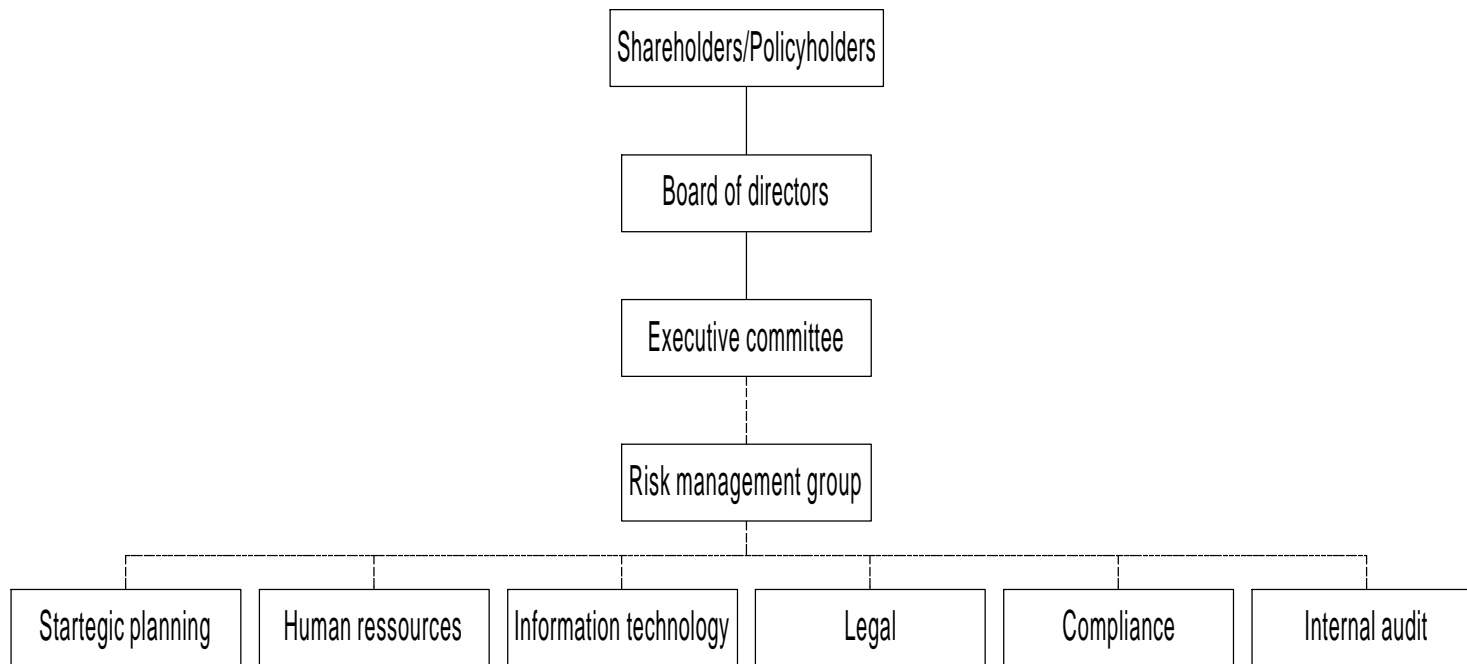 Shareholders/Policyholders
Board of directors
Executive committee
Risk management group
Startegic planning
Human ressources
Information technology
Legal
Compliance
Internal audit